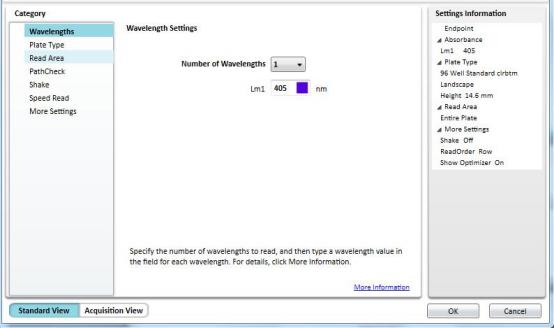 Category
Wavelengths
Plate Type
Read Area
PathCheck
Shake
Speed Read
More Settings
Wavelength Settings
Number of Wavelengths 1
Lm1 405 nm
Specify the number of wavelengths to read, and then type a wavelength value in
the field for each wavelength. For details, click More Information.
More Information
Settings Information
Endpoint
Absorbance
Lm1 405
Plate Type
96 Well Standard clrbtm
Landscape
Height 14.6 mm
Read Area
Entire Plate
More Settings
Shake Off
ReadOrder Row
Show Optimizer On
Standard View Acquisition View
OK Cancel